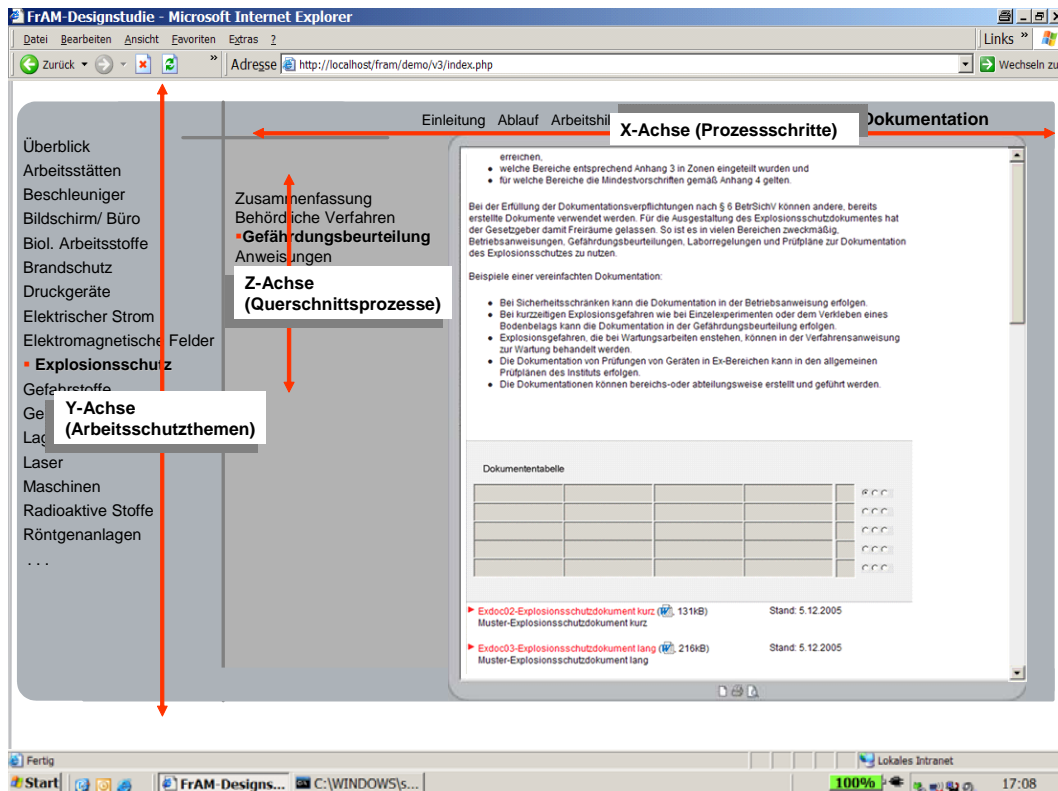 FrAM-Designstudie - Microsoft Internet Explorer
Datei Bearbeiten Ansicht Favoriten Extras ?
Links »
Zurück
»
Adresse http://localhost/fram/demo/v3/index.php
Wechseln zu
Einleitung Ablauf
X-Achse (Prozessschritte)
Dokumentation
Überblick
Arbeitsstätten
Beschleuniger
Bildschirm/ Büro
Biol. Arbeitsstoffe
Brandschutz
Druckgeräte
Elektrischer Strom
Elektromagnetische Felder
Explosionsschutz
Gefahrstoffe
Y-Achse
(Arbeitsschutzthemen)
Laser
Maschinen
Radioaktive Stoffe
Röntgenanlagen
. . .
Zusammenfassung
Behördliche Verfahren
Gefährdungsbeurteilung
Anweisungen
Z-Achse
(Querschnittsprozesse)
erreichen,
• welche Bereiche entsprechend Anhang 3 in Zonen eingeteilt wurden und
• für welche Bereiche die Mindestvorschriften gemäß Anhang 4 gelten.
Bei der Erfüllung der Dokumentationsverpflichtungen nach § 6 BetrSichV können andere, bereits
erstellte Dokumente verwendet werden. Für die Ausgestaltung des Explosionsschutzdokumentes hat
der Gesetzgeber damit Freiräume gelassen. So ist es in vielen Bereichen zweckmäßig,
Betriebsanweisungen, Gefährdungsbeurteilungen, Laborregelungen und Prüfpläne zur Dokumentation
des Explosionsschutzes zu nutzen.
Beispiele einer vereinfachten Dokumentation:
• Bei Sicherheitsschränken kann die Dokumentation in der Betriebsanweisung erfolgen.
• Bei kurzzeitigen Explosionsgefahren wie bei Einzelexperimenten oder dem Verkleben eines
Bodenbelags kann die Dokumentation in der Gefährdungsbeurteilung erfolgen.
• Explosionsgefahren, die bei Wartungsarbeiten enstehen, können in der Verfahrensanweisung
zur Wartung behandelt werden.
• Die Dokumentation von Prüfungen von Geräten in Ex-Bereichen kann in den allgemeinen
Prüfplänen des Instituts erfolgen.
• Die Dokumentationen können bereichs-oder abteilungsweise erstellt und geführt werden.
Dokumententabelle
Exdoc02-Explosionsschutzdokument kurz (, 131kB) Stand: 5.12.2005
Muster-Explosionsschutzdokument kurz
Exdoc03-Explosionsschutzdokument lang (, 216kB) Stand: 5.12.2005
Muster-Explosionsschutzdokument lang
Fertig
Lokales Intranet
Start
FrAM-Designs...
C:\WINDOWS\s...
100%
17:08